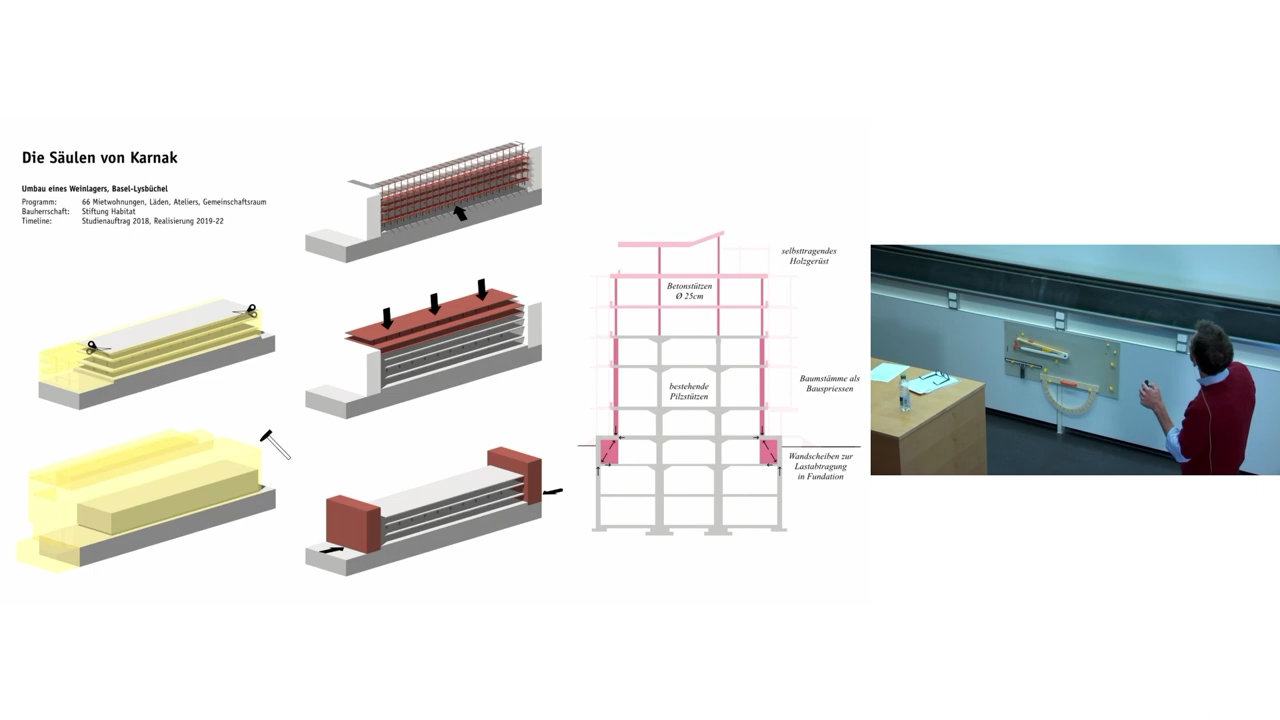 Die Säulen von Karnak
Umbau eines Weinlagers, Basel-Lysbüchel
Programm: 66 Mietwohnungen, Läden, Ateliers, Gemeinschaftsraum
Bauherrschaft: Stiftung Habitat
Timeline: Studienauftrag 2018, Realisierung 2019-22
selbsttragendes
Holzgerüst
Betonstützen
Ø 25cm
Baumstämme als
Bauspriessen
bestehende
Pilzstützen
Wandscheiben zur
Lastabtragung
in Fundation